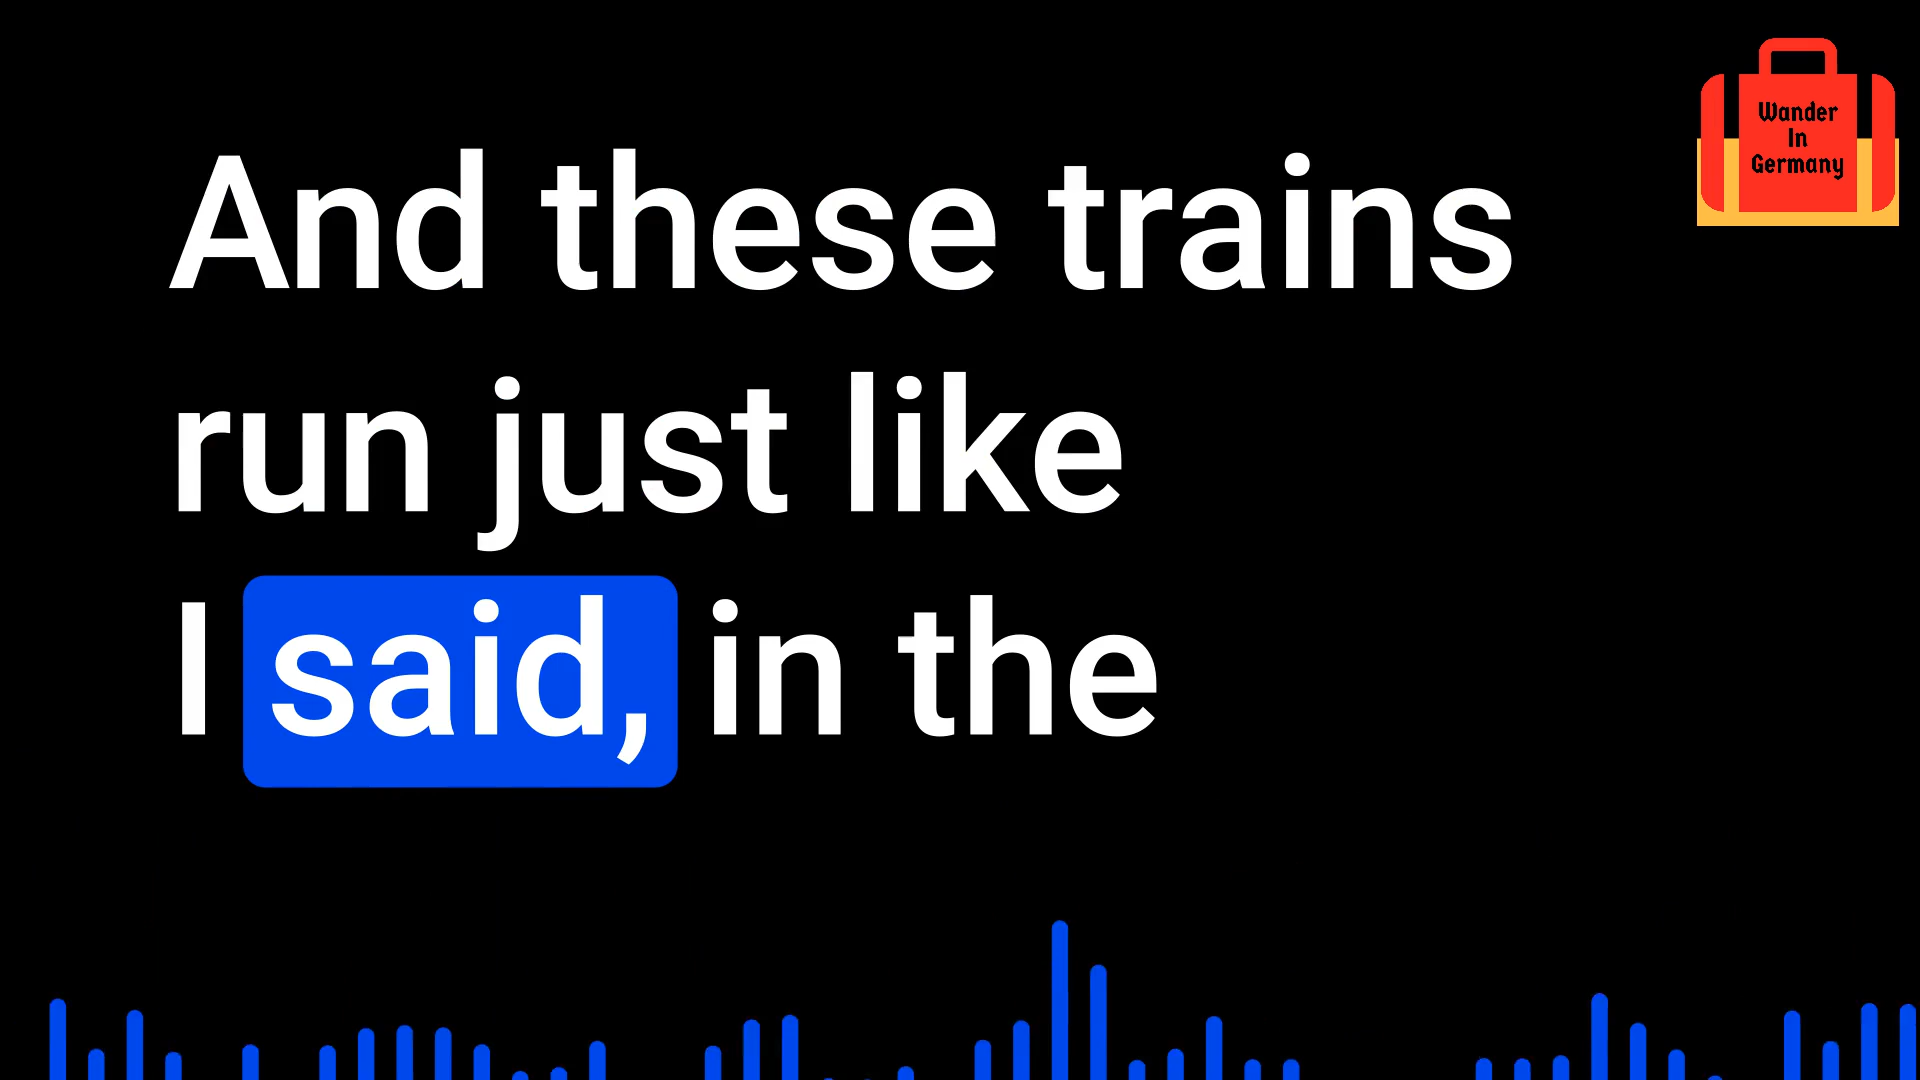 And these trains
run just like
I said, in the
Wander
In
Germany